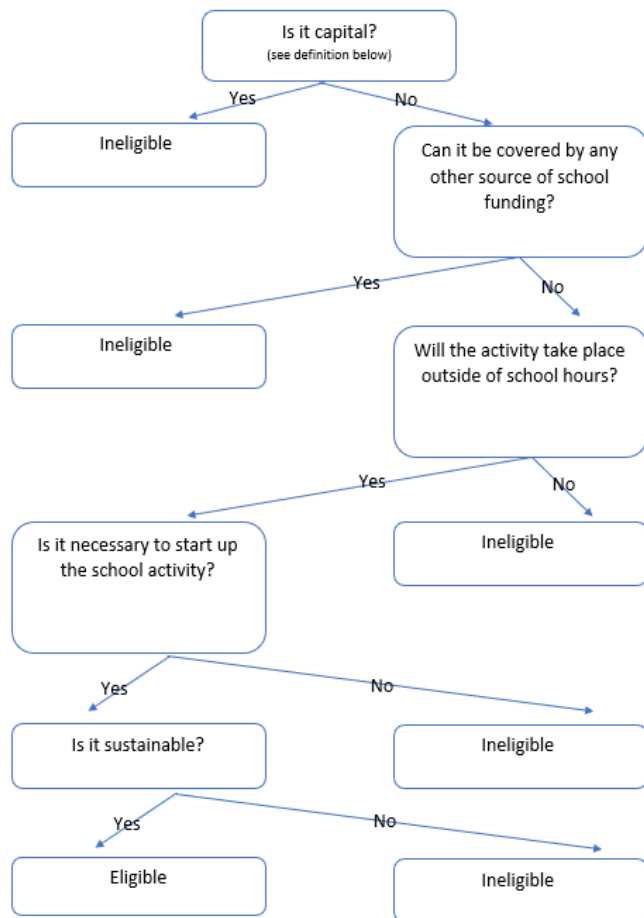 Is it capital?
(see definition below)
Yes
No
Ineligible
Can it be covered by any
other source of school
funding?
Yes
No
Ineligible
Will the activity take place
outside of school hours?
Yes
No
Is it necessary to start up
the school activity?
Ineligible
Yes
No
Is it sustainable?
Ineligible
Yes
No
Eligible
Ineligible